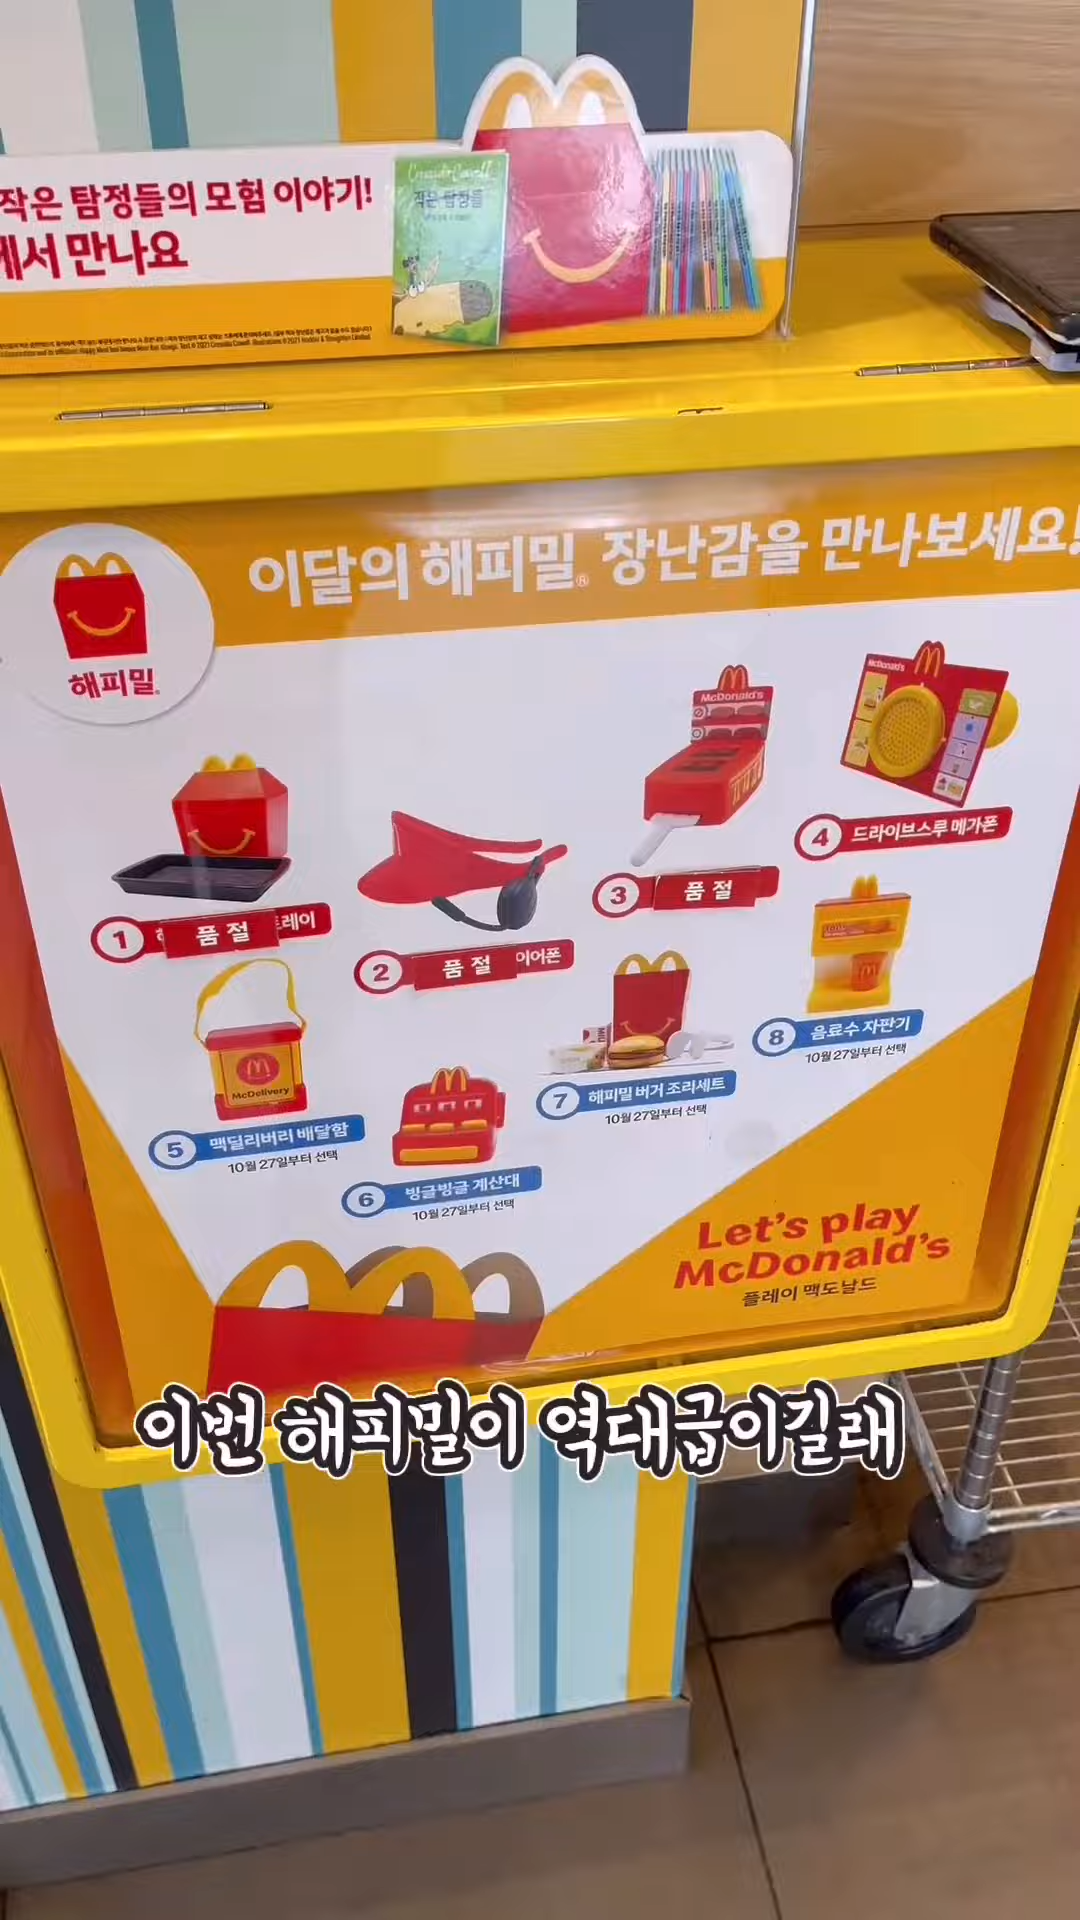 작은 탐정들의 모험 이야기!
에서 만나요
Cressida Cowell
작은 탐정들
이달의 해피밀® 장난감을 만나보세요!
해피밀®
McDonald's
McDonald's
1 품 절 트레이
2 품 절 이어폰
3 품 절
4 드라이브스루 메가폰
McDelivery
5 맥딜리버리 배달함
10월 27일부터 선택
6 빙글빙글 계산대
10월 27일부터 선택
7 해피밀 버거 조리세트
10월 27일부터 선택
8 음료수 자판기
10월 27일부터 선택
Let's play
McDonald's
플레이 맥도날드
이번 해피밀이 역대급이길래